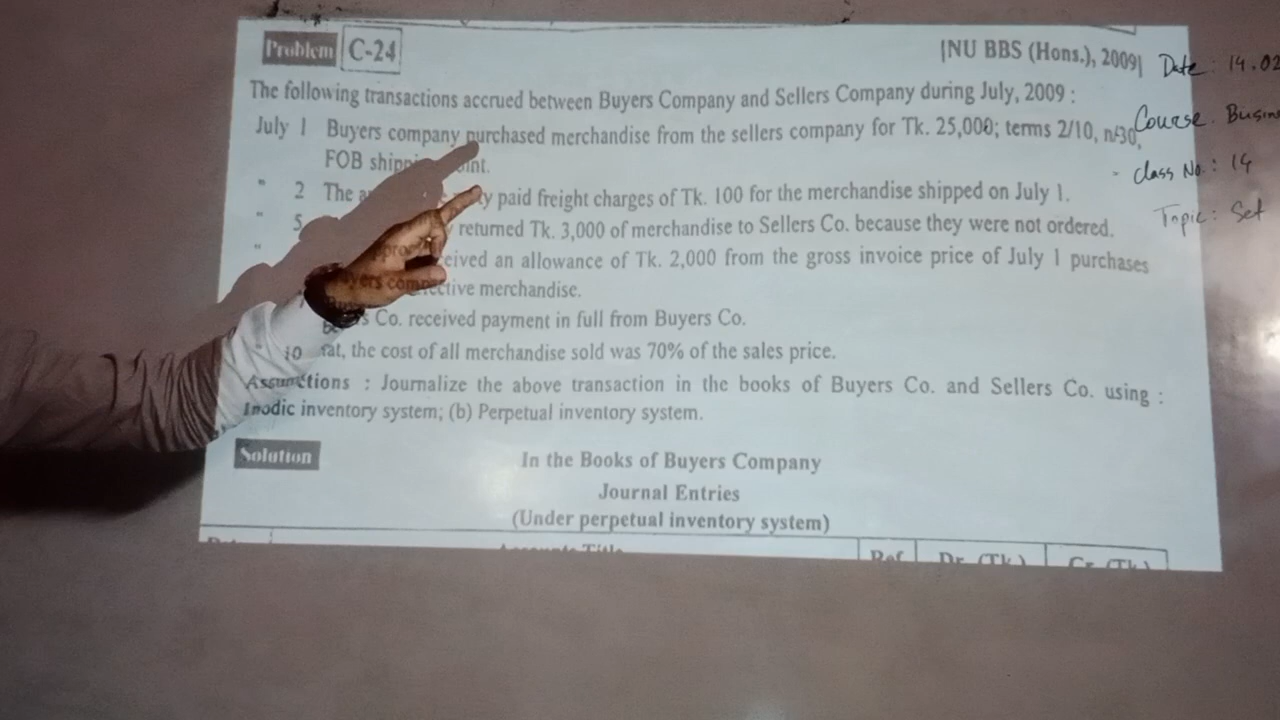 Problem C-24 |NU BBS (Hons.), 2009|
The following transactions accrued between Buyers Company and Sellers Company during July, 2009 :
July 1 Buyers company purchased merchandise from the sellers company for Tk. 25,000; terms 2/10, n/30,
FOB
" 2 The paid freight charges of Tk. 100 for the merchandise shipped on July 1.
" 5 returned Tk. 3,000 of merchandise to Sellers Co. because they were not ordered.
" an allowance of Tk. 2,000 from the gross invoice price of July 1 purchases
merchandise.
Co. received payment in full from Buyers Co.
10 the cost of all merchandise sold was 70% of the sales price.
: Journalize the above transaction in the books of Buyers Co. and Sellers Co. using :
inventory system; (b) Perpetual inventory system.
Solution
In the Books of Buyers Company
Journal Entries
(Under perpetual inventory system)
Ref Dr. (Tk.) Cr. (Tk.)
Date : 14.02
Course.
Class No. : 14
Topic : Set